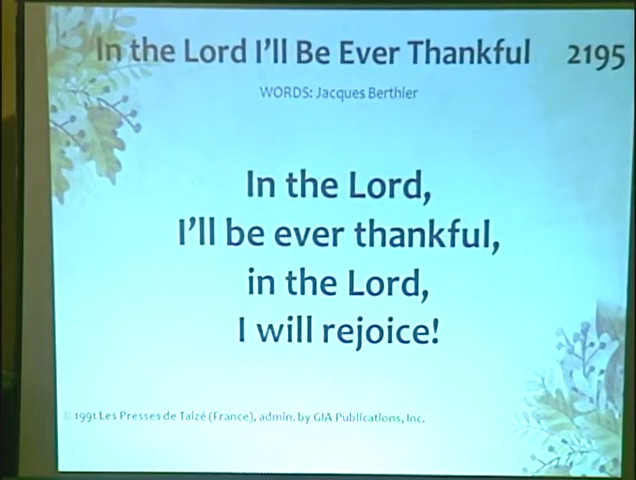 In the Lord I'll Be Ever Thankful 2195
WORDS: Jacques Berthier
In the Lord,
I'll be ever thankful,
in the Lord,
I will rejoice!
© 1991 Les Presses de Taizé (France), admin. by GIA Publications, Inc.